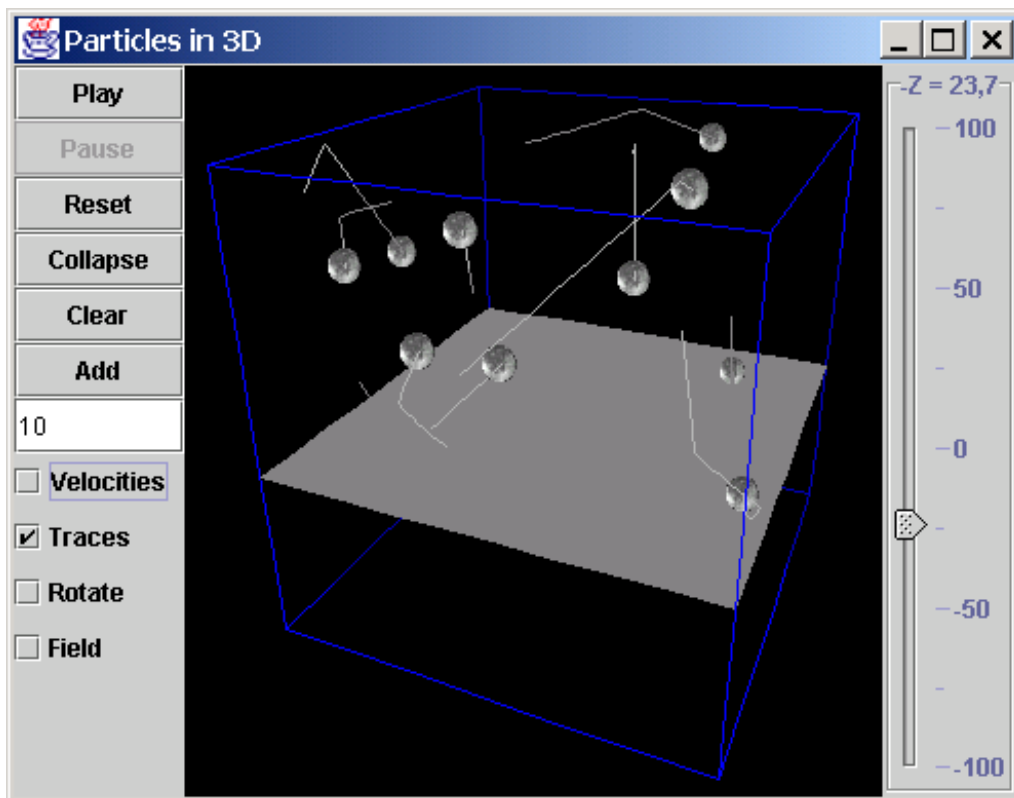 Particles in 3D
Play
Pause
Reset
Collapse
Clear
Add
10
Velocities
Traces
Rotate
Field
-Z = 23,7
100
50
0
-50
-100